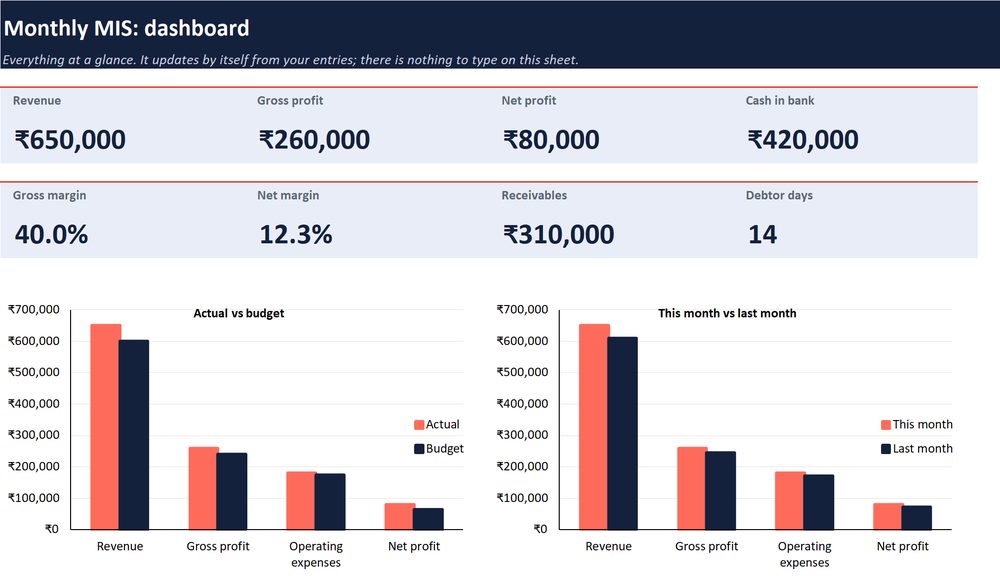 Monthly MIS: dashboard
Everything at a glance. It updates by itself from your entries; there is nothing to type on this sheet.
Revenue Gross profit Net profit Cash in bank
₹650,000 ₹260,000 ₹80,000 ₹420,000
Gross margin Net margin Receivables Debtor days
40.0% 12.3% ₹310,000 14
Actual vs budget
₹700,000
₹600,000
₹500,000
₹400,000
₹300,000
₹200,000
₹100,000
₹0
Actual
Budget
Revenue Gross profit Operating expenses Net profit
This month vs last month
₹700,000
₹600,000
₹500,000
₹400,000
₹300,000
₹200,000
₹100,000
₹0
This month
Last month
Revenue Gross profit Operating expenses Net profit